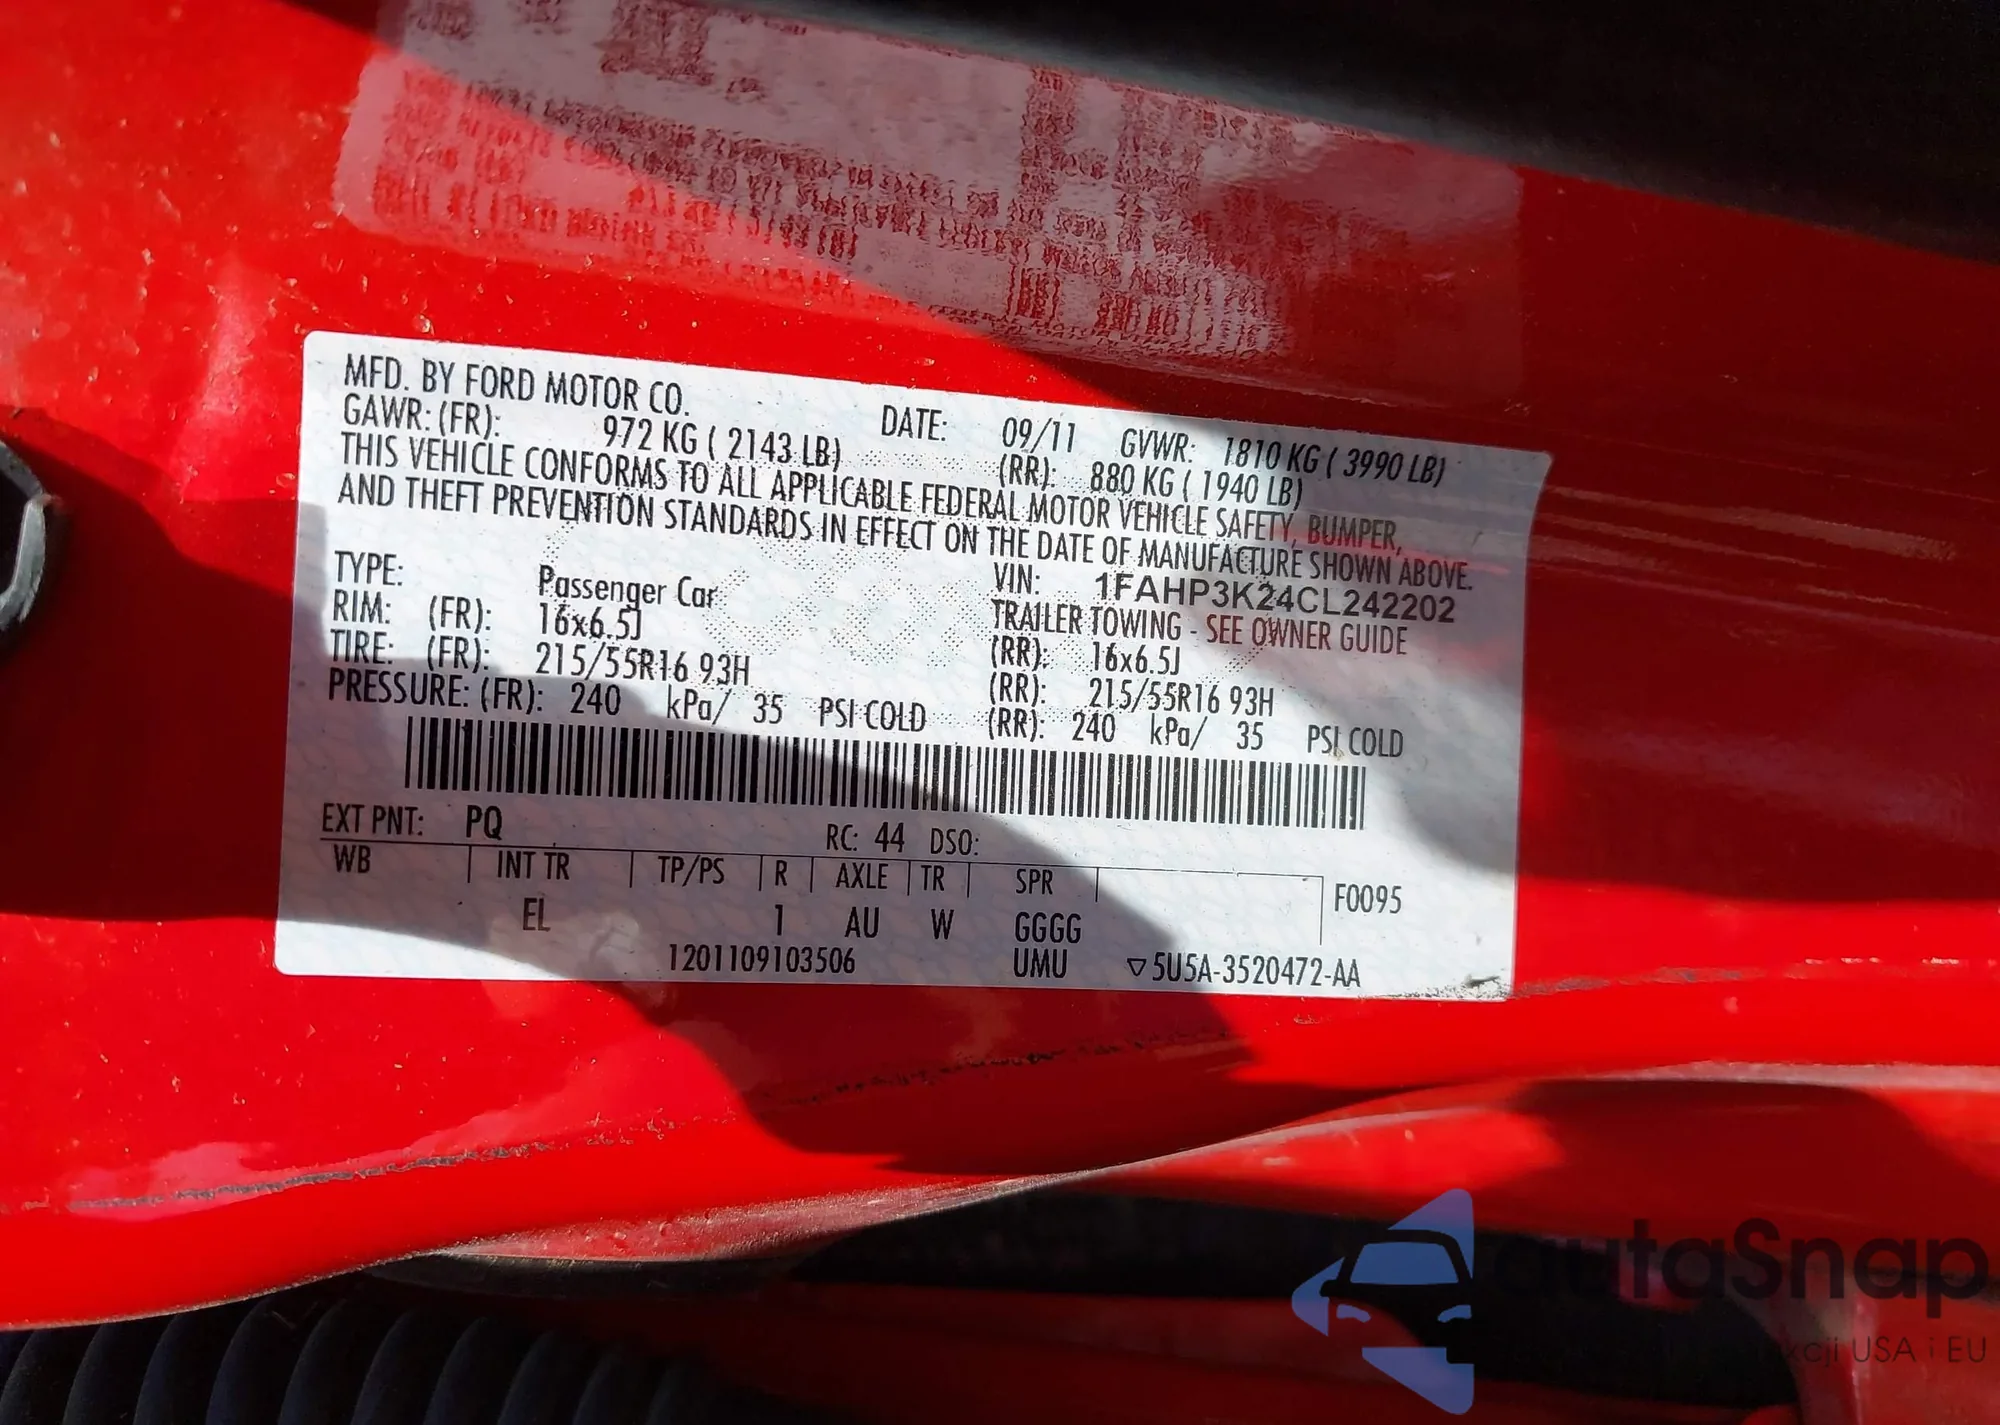 MFD. BY FORD MOTOR CO. DATE: 09/11 GVWR: 1810 KG ( 3990 LB)
GAWR: (FR): 972 KG ( 2143 LB) (RR): 880 KG ( 1940 LB)
THIS VEHICLE CONFORMS TO ALL APPLICABLE FEDERAL MOTOR VEHICLE SAFETY, BUMPER,
AND THEFT PREVENTION STANDARDS IN EFFECT ON THE DATE OF MANUFACTURE SHOWN ABOVE.
VIN: 1FAHP3K24CL242202
TYPE: Passenger Car TRAILER TOWING - SEE OWNER GUIDE
RIM: (FR): 16x6.5J (RR): 16x6.5J
TIRE: (FR): 215/55R16 93H (RR): 215/55R16 93H
PRESSURE: (FR): 240 kPa/ 35 PSI COLD (RR): 240 kPa/ 35 PSI COLD
EXT PNT: PQ RC: 44 DSO:
WB INT TR TP/PS R AXLE TR SPR F0095
EL 1 AU W GGGG
1201109103506 UMU ▽5U5A-3520472-AA
autaSnap
USA i EU